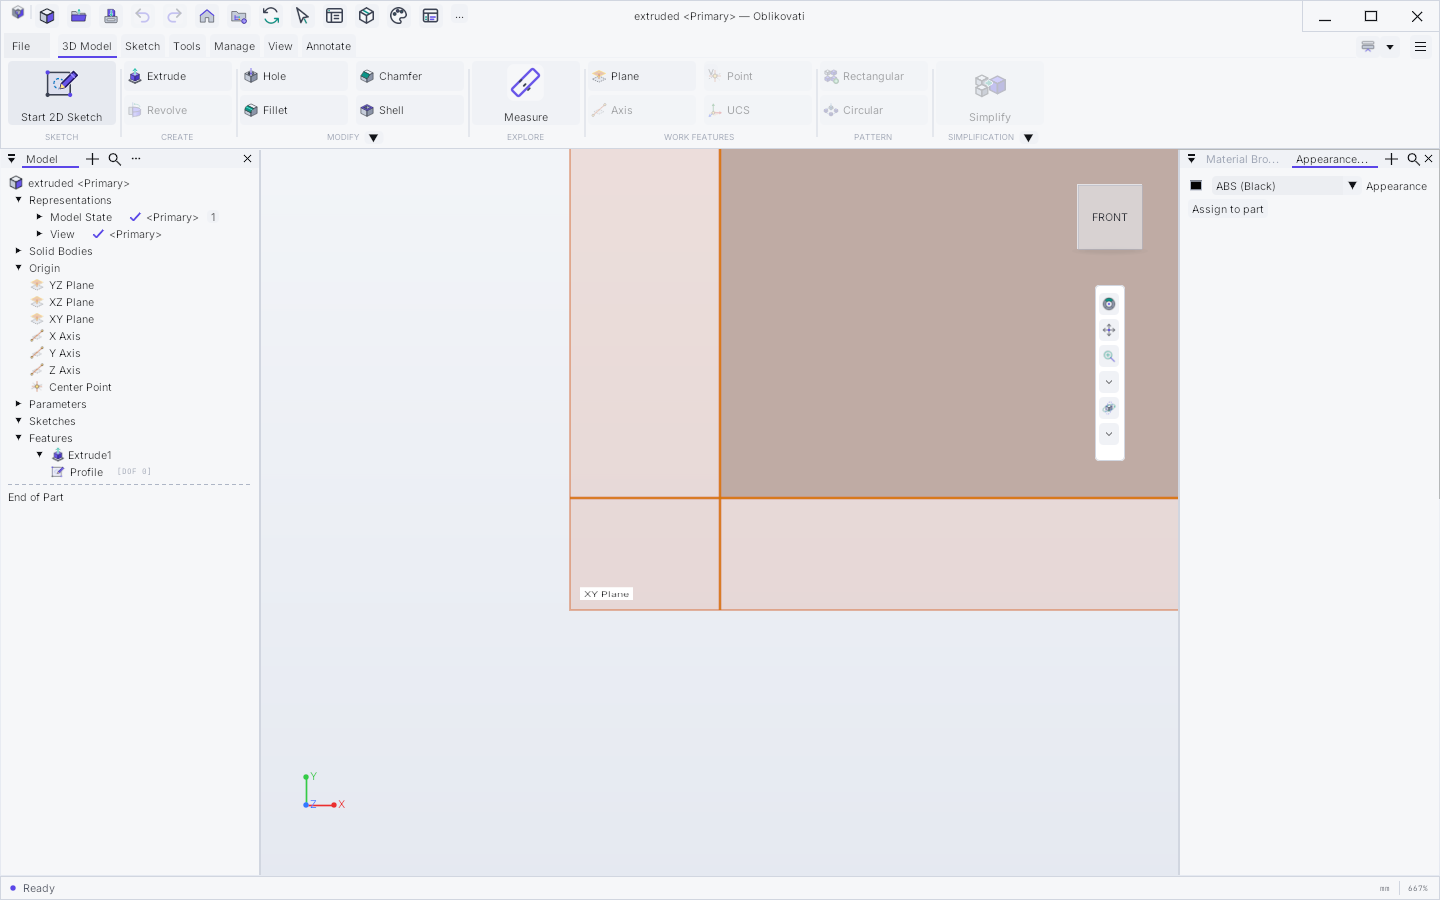 extruded <Primary> — Oblikovati
File
3D Model
Sketch
Tools
Manage
View
Annotate
Start 2D Sketch
SKETCH
Extrude
Revolve
CREATE
Hole
Fillet
Chamfer
Shell
MODIFY
Measure
EXPLORE
Plane
Axis
Point
UCS
WORK FEATURES
Rectangular
Circular
PATTERN
Simplify
SIMPLIFICATION
Model
extruded <Primary>
Representations
Model State <Primary> 1
View <Primary>
Solid Bodies
Origin
YZ Plane
XZ Plane
XY Plane
X Axis
Y Axis
Z Axis
Center Point
Parameters
Sketches
Features
Extrude1
Profile [DOF 0]
End of Part
FRONT
XY Plane
Y
Z
X
Material Bro...
Appearance...
ABS (Black)
Appearance
Assign to part
Ready
mm
667%